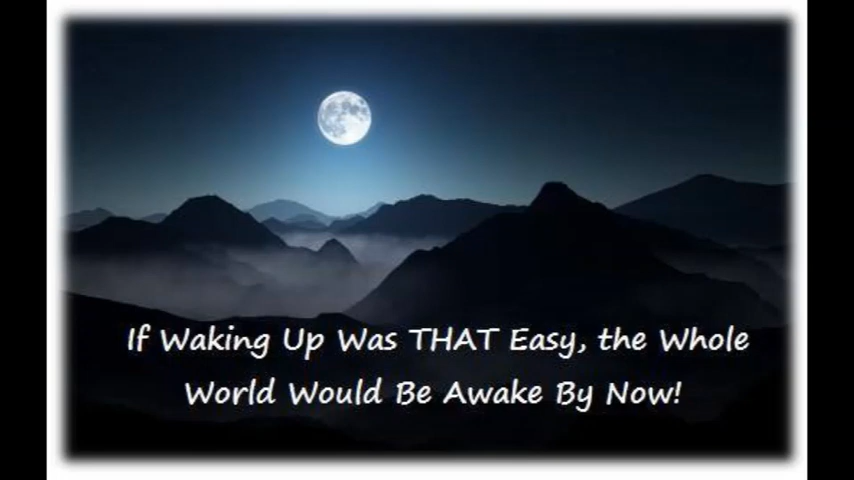 If Waking Up Was THAT Easy, the Whole
World Would Be Awake By Now!